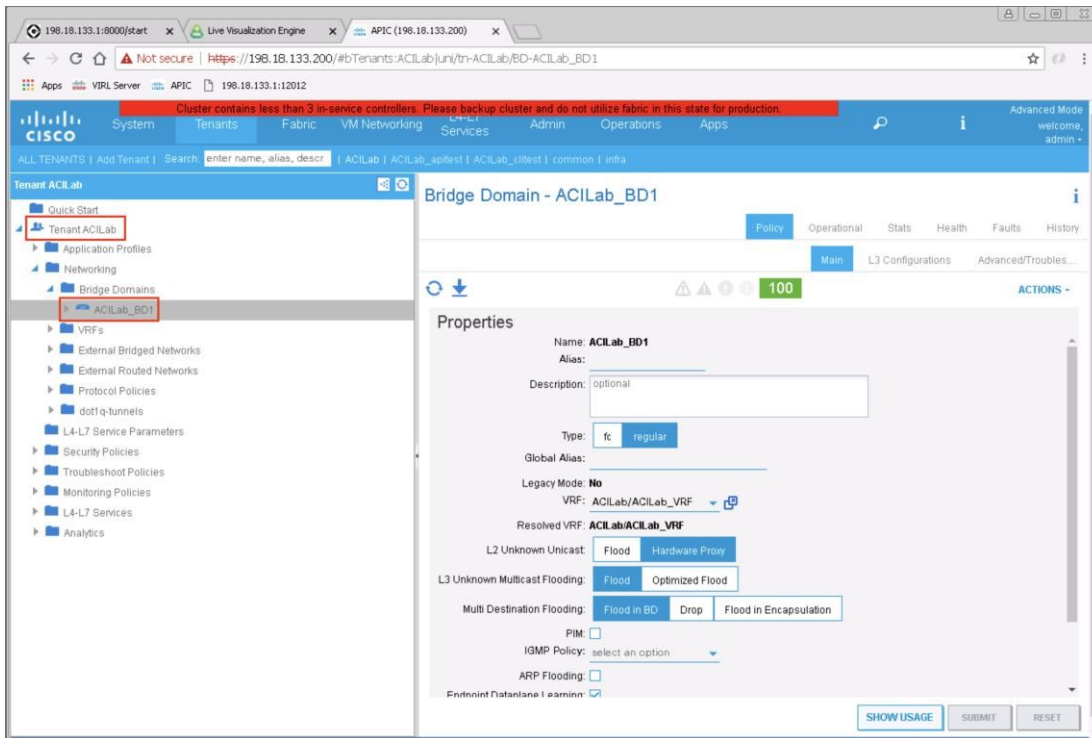 198.18.133.1:8000/start Live Visualization Engine APIC (198.18.133.200)
Not secure https://198.18.133.200/#bTenants:ACILab|uni/tn-ACILab/BD-ACILab_BD1
Apps VIRL Server APIC 198.18.133.1:12012
Cluster contains less than 3 in-service controllers. Please backup cluster and do not utilize fabric in this state for production.
Advanced Mode
CISCO System Tenants Fabric VM Networking L4-L7 Services Admin Operations Apps i welcome, admin
ALL TENANTS | Add Tenant | Search: enter name, alias, descr | ACILab | ACILab_apitest | ACILab_clitest | common | infra
Tenant ACILab
Quick Start
Tenant ACILab
Application Profiles
Networking
Bridge Domains
ACILab_BD1
VRFs
External Bridged Networks
External Routed Networks
Protocol Policies
dot1q-tunnels
L4-L7 Service Parameters
Security Policies
Troubleshoot Policies
Monitoring Policies
L4-L7 Services
Analytics
Bridge Domain - ACILab_BD1 i
Policy Operational Stats Health Faults History
Main L3 Configurations Advanced/Troubles...
100 ACTIONS
Properties
Name: ACILab_BD1
Alias:
Description: optional
Type: fc regular
Global Alias:
Legacy Mode: No
VRF: ACILab/ACILab_VRF
Resolved VRF: ACILab/ACILab_VRF
L2 Unknown Unicast: Flood Hardware Proxy
L3 Unknown Multicast Flooding: Flood Optimized Flood
Multi Destination Flooding: Flood in BD Drop Flood in Encapsulation
PIM:
IGMP Policy: select an option
ARP Flooding:
Endpoint Dataplane Learning:
SHOW USAGE SUBMIT RESET